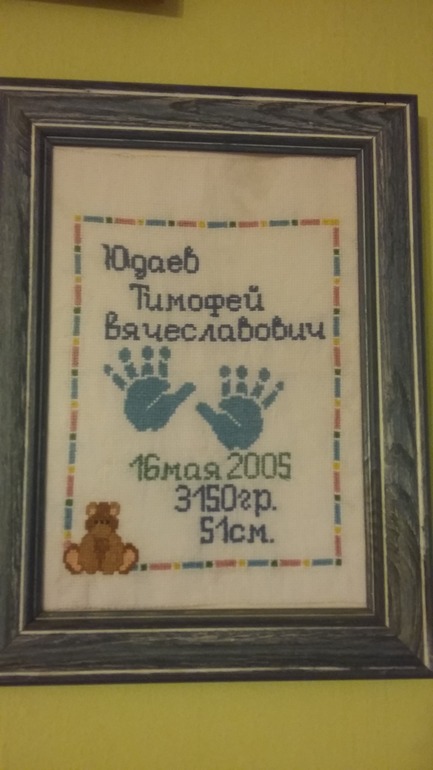 Юдаев
Тимофей
Вячеславович
16мая 2005
3150гр.
51см.